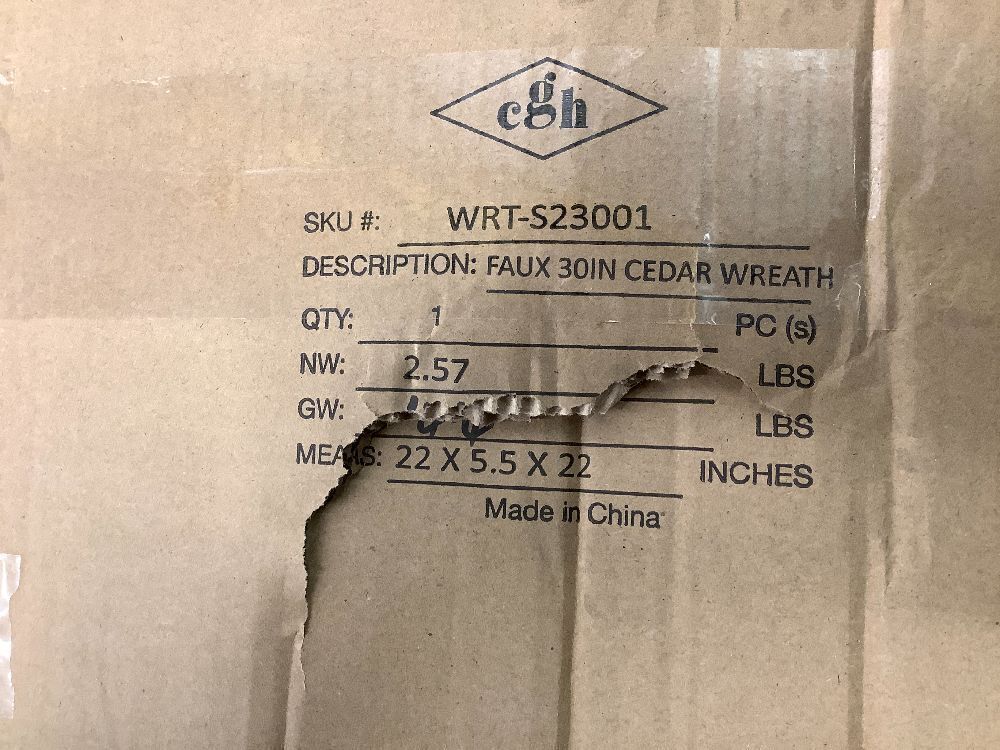 cgh
SKU #: WRT-S23001
DESCRIPTION: FAUX 30IN CEDAR WREATH
QTY: 1 PC (s)
NW: 2.57 LBS
GW: LBS
MEAS: 22 X 5.5 X 22 INCHES
Made in China